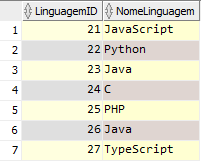 LinguagemID NomeLinguagem
1 21 JavaScript
2 22 Python
3 23 Java
4 24 C
5 25 PHP
6 26 Java
7 27 TypeScript